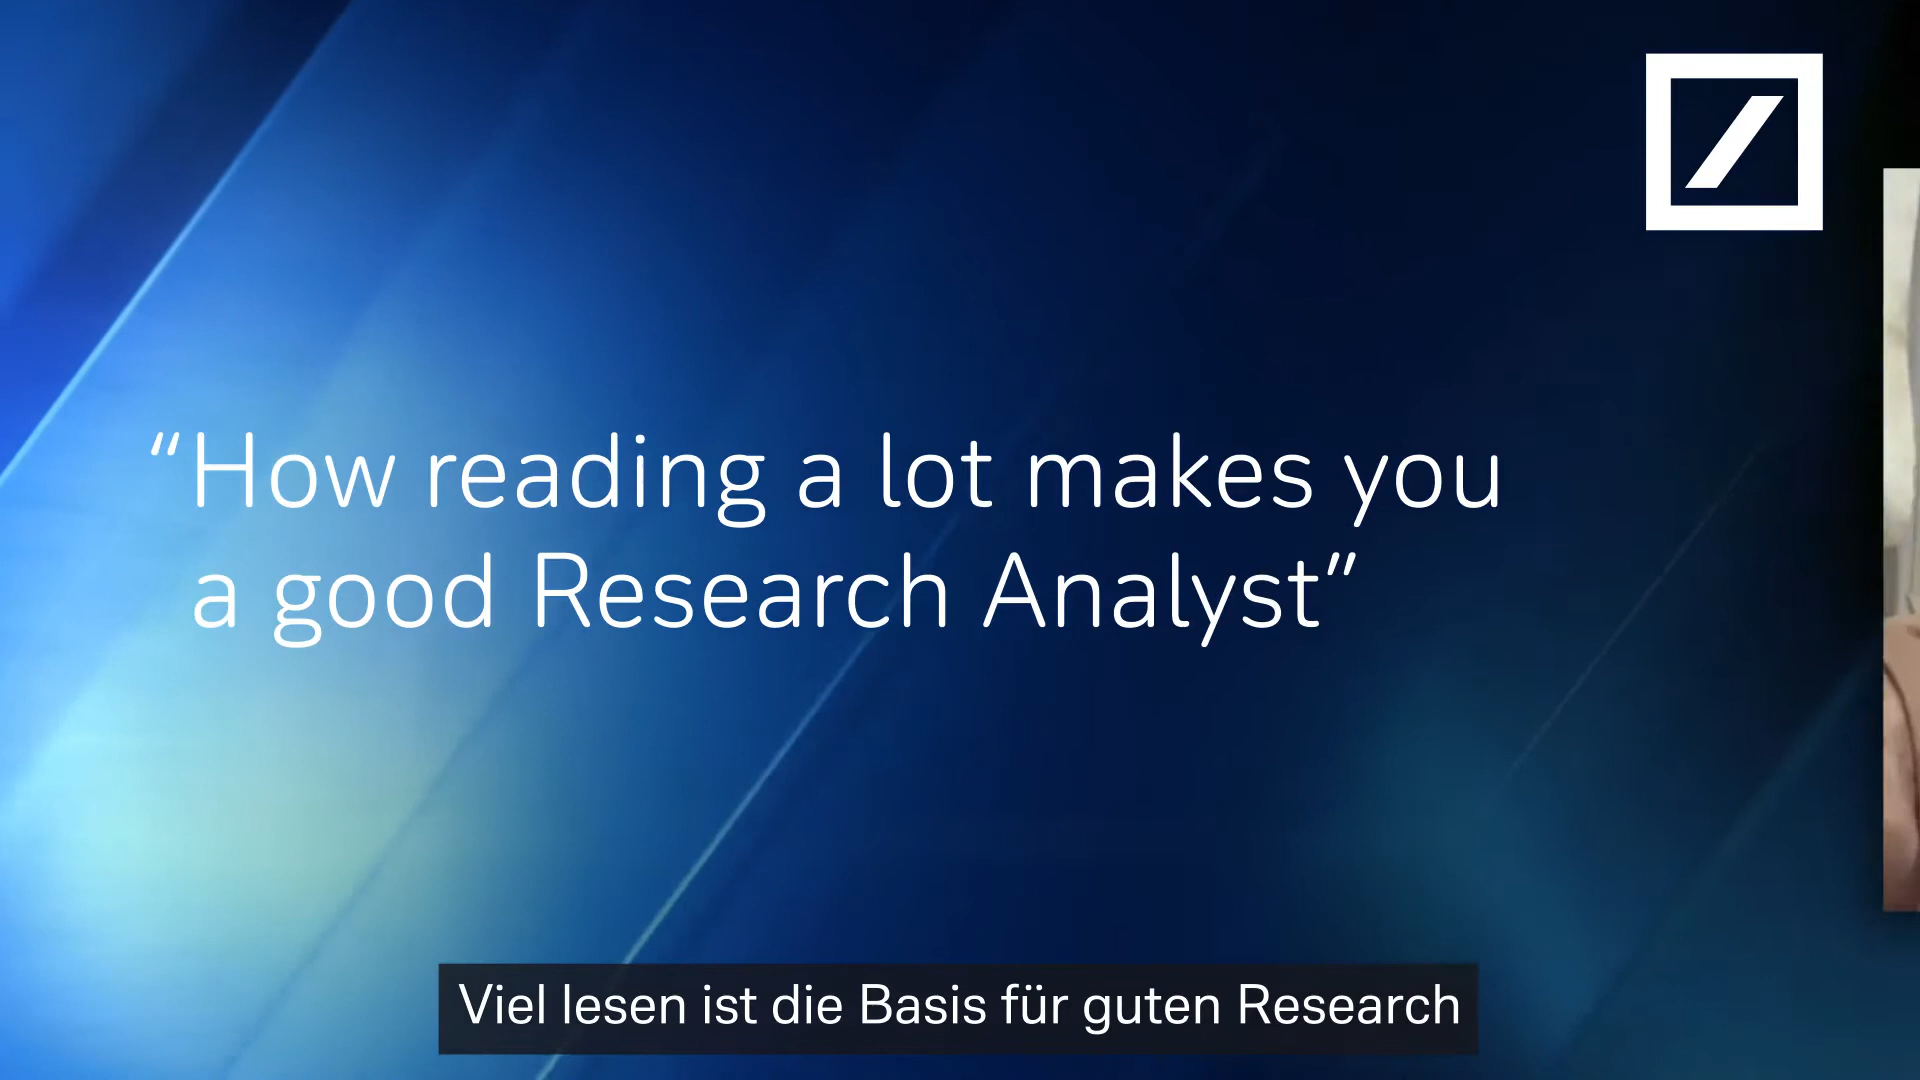 “How reading a lot makes you
a good Research Analyst”
Viel lesen ist die Basis für guten Research